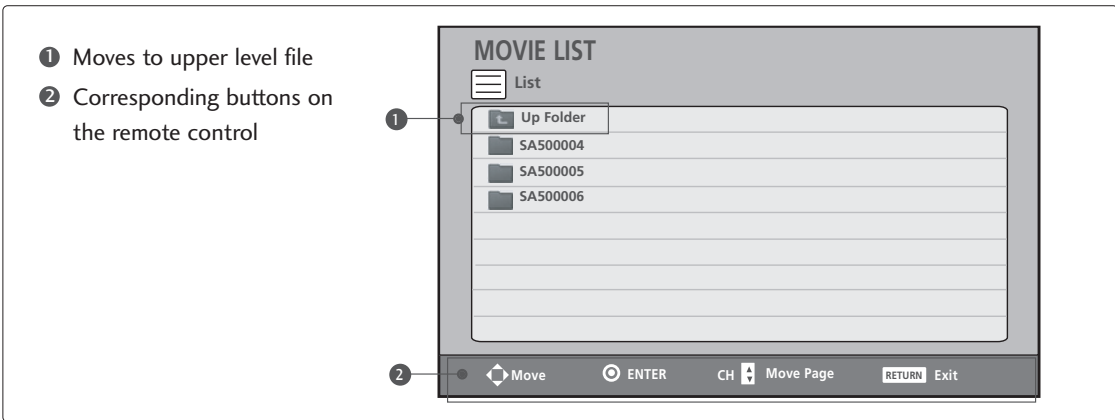 ❶ Moves to upper level file
❷ Corresponding buttons on
the remote control
MOVIE LIST
List
❶
Up Folder
SA500004
SA500005
SA500006
❷
Move ENTER CH Move Page RETURN Exit